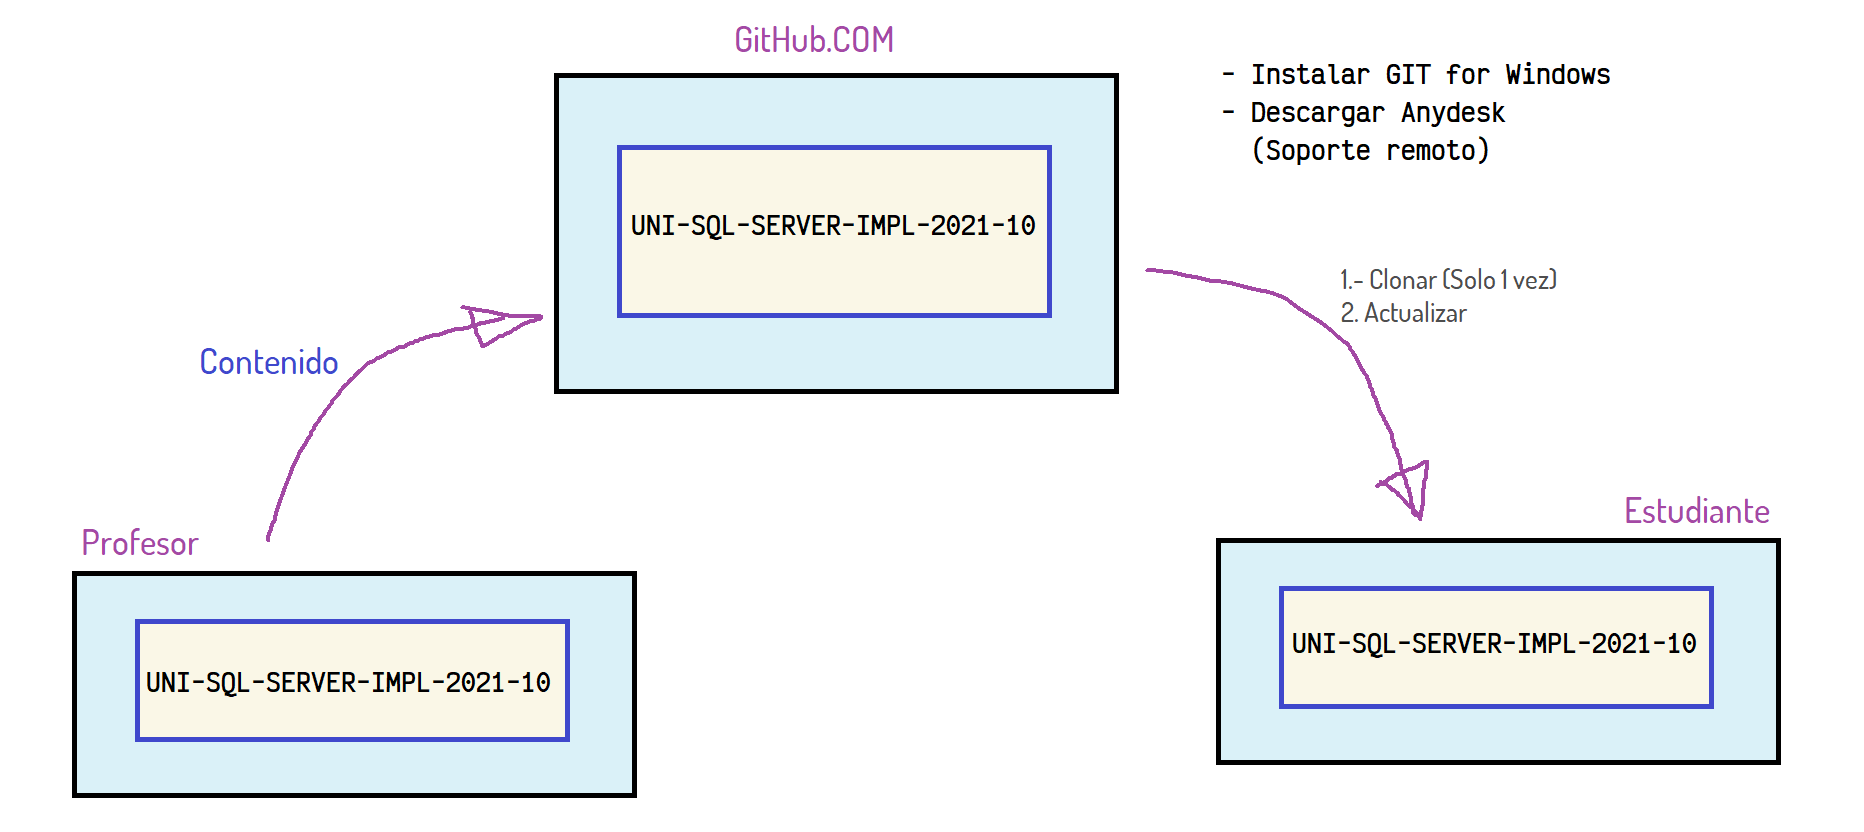 GitHub.COM
- Instalar GIT for Windows
- Descargar Anydesk
(Soporte remoto)
UNI-SQL-SERVER-IMPL-2021-10
1.- Clonar (Solo 1 vez)
2. Actualizar
Contenido
Profesor
UNI-SQL-SERVER-IMPL-2021-10
Estudiante
UNI-SQL-SERVER-IMPL-2021-10